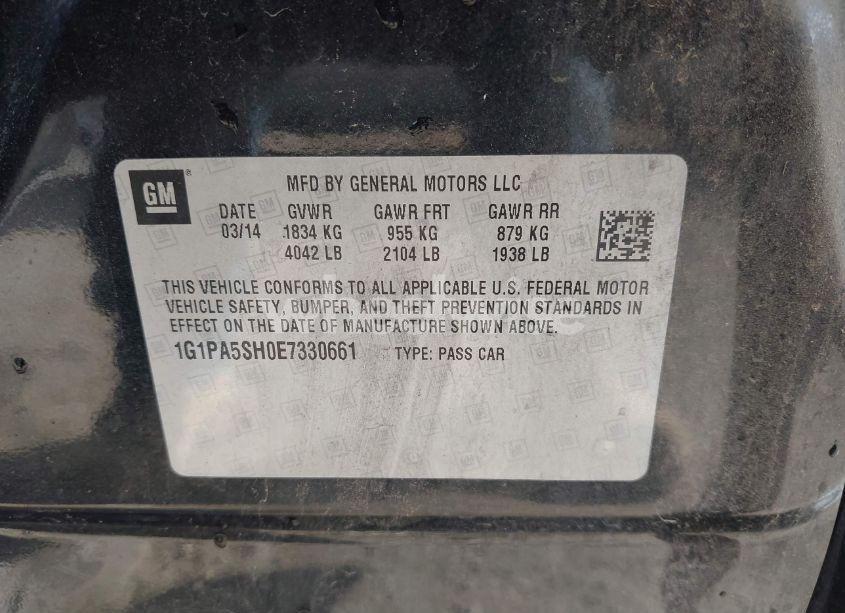 GM
MFD BY GENERAL MOTORS LLC
DATE GVWR GAWR FRT GAWR RR
03/14 1834 KG 955 KG 879 KG
4042 LB 2104 LB 1938 LB
THIS VEHICLE CONFORMS TO ALL APPLICABLE U.S. FEDERAL MOTOR
VEHICLE SAFETY, BUMPER, AND THEFT PREVENTION STANDARDS IN
EFFECT ON THE DATE OF MANUFACTURE SHOWN ABOVE.
1G1PA5SH0E7330661 TYPE: PASS CAR